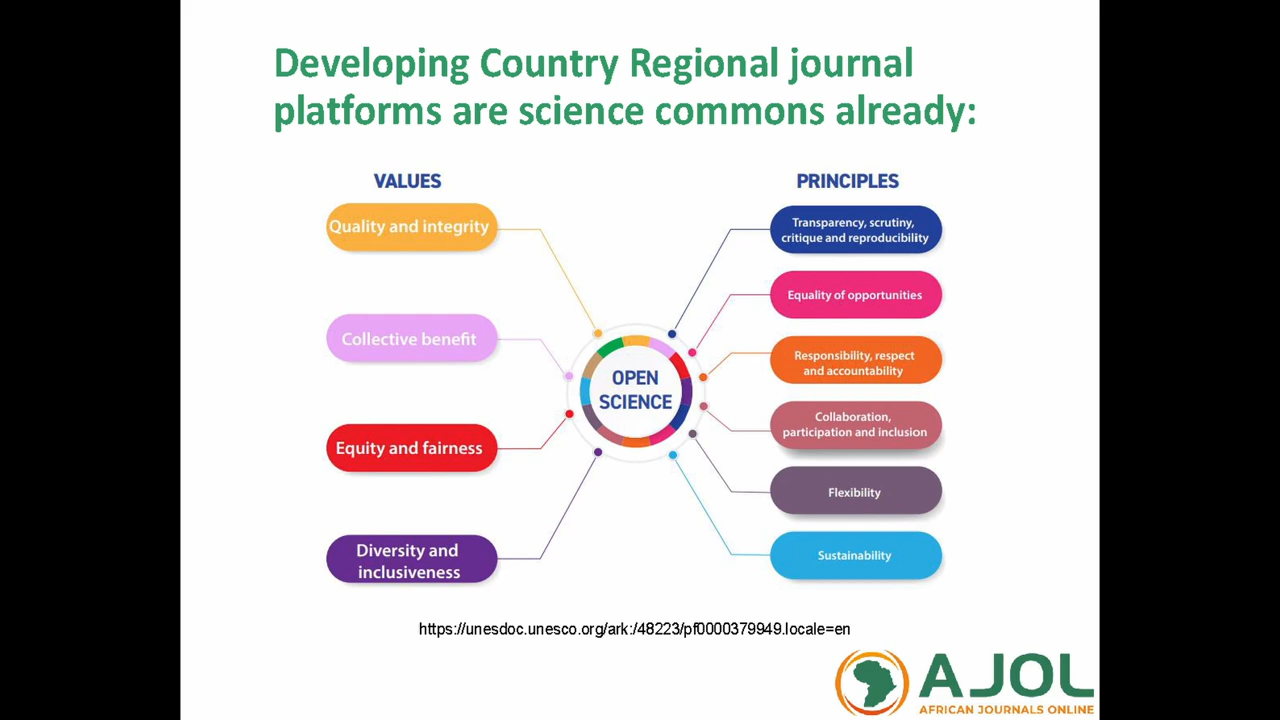 Developing Country Regional journal
platforms are science commons already:
VALUES
Quality and integrity
Collective benefit
Equity and fairness
Diversity and
inclusiveness
OPEN
SCIENCE
PRINCIPLES
Transparency, scrutiny,
critique and reproducibility
Equality of opportunities
Responsibility, respect
and accountability
Collaboration,
participation and inclusion
Flexibility
Sustainability
https://unesdoc.unesco.org/ark:/48223/pf0000379949.locale=en
AJOL
AFRICAN JOURNALS ONLINE